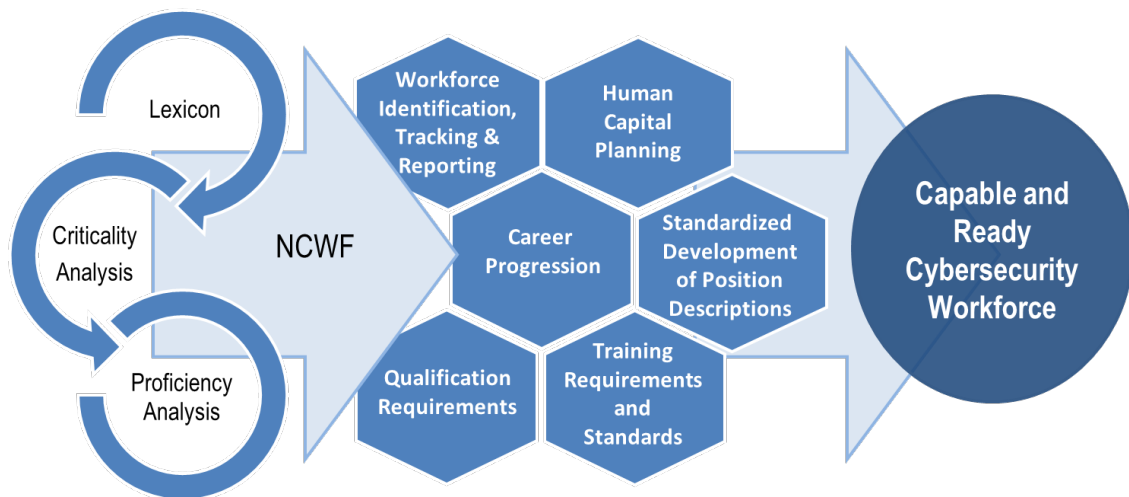 Lexicon
Criticality
Analysis
Proficiency
Analysis
NCWF
Workforce
Identification,
Tracking &
Reporting
Human
Capital
Planning
Career
Progression
Standardized
Development
of Position
Descriptions
Qualification
Requirements
Training
Requirements
and
Standards
Capable and
Ready
Cybersecurity
Workforce